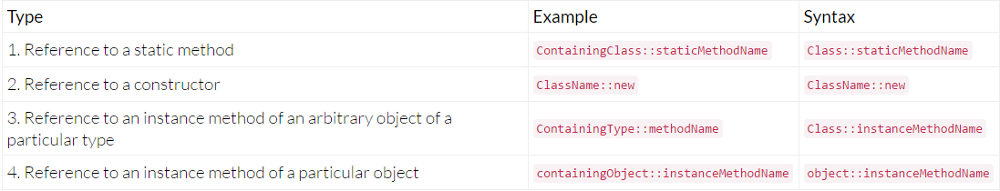 Type Example Syntax
1. Reference to a static method ContainingClass::staticMethodName Class::staticMethodName
2. Reference to a constructor ClassName::new ClassName::new
3. Reference to an instance method of an arbitrary object of a
particular type ContainingType::methodName Class::instanceMethodName
4. Reference to an instance method of a particular object containingObject::instanceMethodName object::instanceMethodName